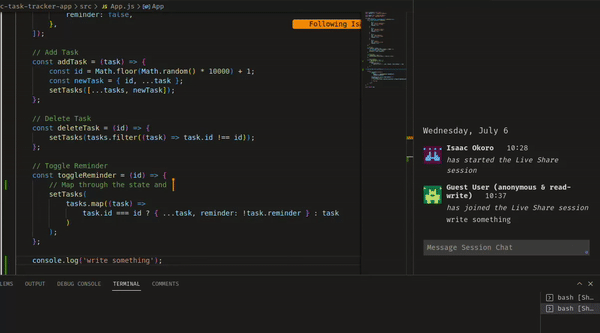 c-task-tracker-app > src > JS App.js > App
reminder: false,
},
]);
Following Isa
// Add Task
const addTask = (task) => {
const id = Math.floor(Math.random() * 10000) + 1;
const newTask = { id, ...task };
setTasks([...tasks, newTask]);
};
// Delete Task
const deleteTask = (id) => {
setTasks(tasks.filter((task) => task.id !== id));
};
// Toggle Reminder
const toggleReminder = (id) => {
// Map through the state and
setTasks(
tasks.map((task) =>
task.id === id ? { ...task, reminder: !task.reminder } : task
)
);
};
console.log('write something');
Wednesday, July 6
Isaac Okoro 10:28
has started the Live Share
session
Guest User (anonymous & read-
write) 10:37
has joined the Live Share session
write something
Message Session Chat
LEMS OUTPUT DEBUG CONSOLE TERMINAL COMMENTS
bash [Sh...
bash [Sh...